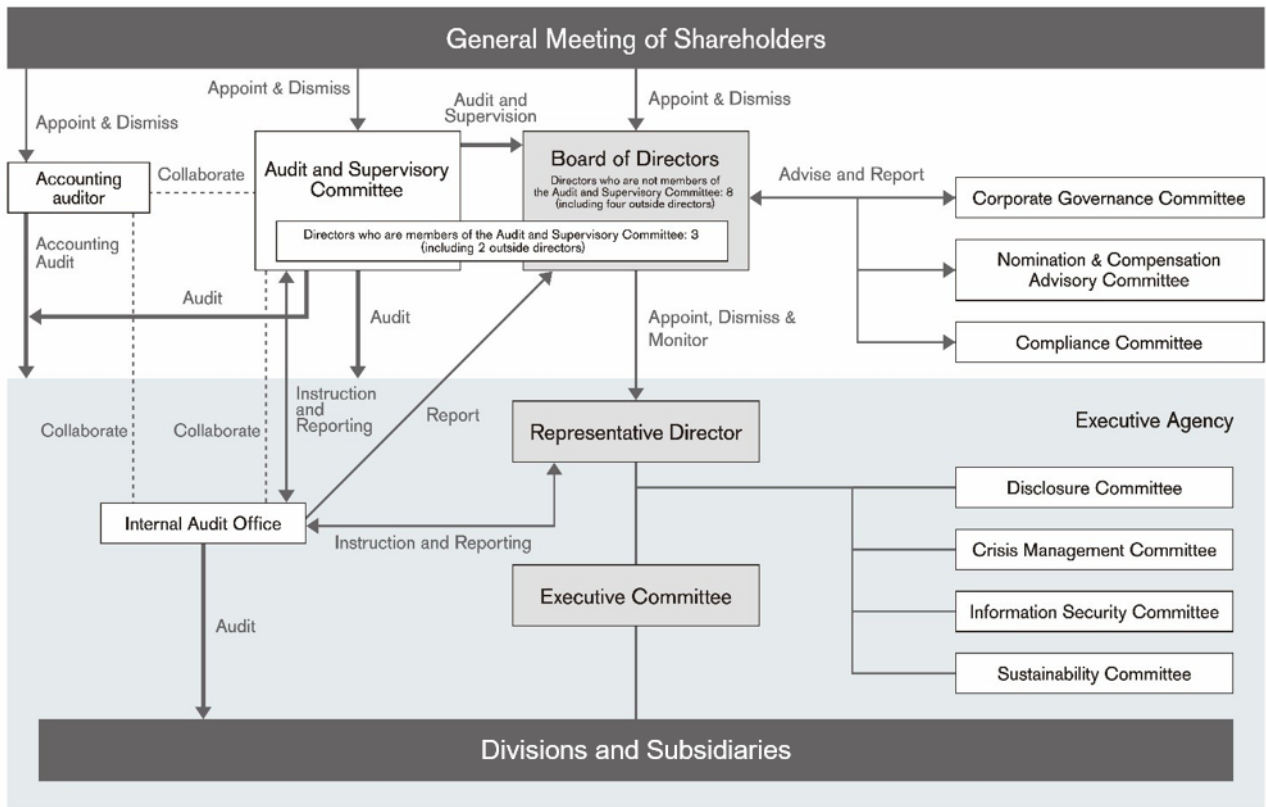 General Meeting of Shareholders
Appoint & Dismiss
Appoint & Dismiss
Audit and
Supervision
Appoint & Dismiss
Accounting
auditor
Collaborate
Audit and Supervisory
Committee
Board of Directors
Directors who are not members of
the Audit and Supervisory Committee: 8
(including four outside directors)
Directors who are members of the Audit and Supervisory Committee: 3
(including 2 outside directors)
Advise and Report
Corporate Governance Committee
Nomination & Compensation
Advisory Committee
Compliance Committee
Accounting
Audit
Audit
Audit
Appoint, Dismiss &
Monitor
Instruction
and
Reporting
Report
Collaborate
Collaborate
Executive Agency
Representative Director
Internal Audit Office
Instruction and Reporting
Disclosure Committee
Crisis Management Committee
Executive Committee
Information Security Committee
Sustainability Committee
Audit
Divisions and Subsidiaries